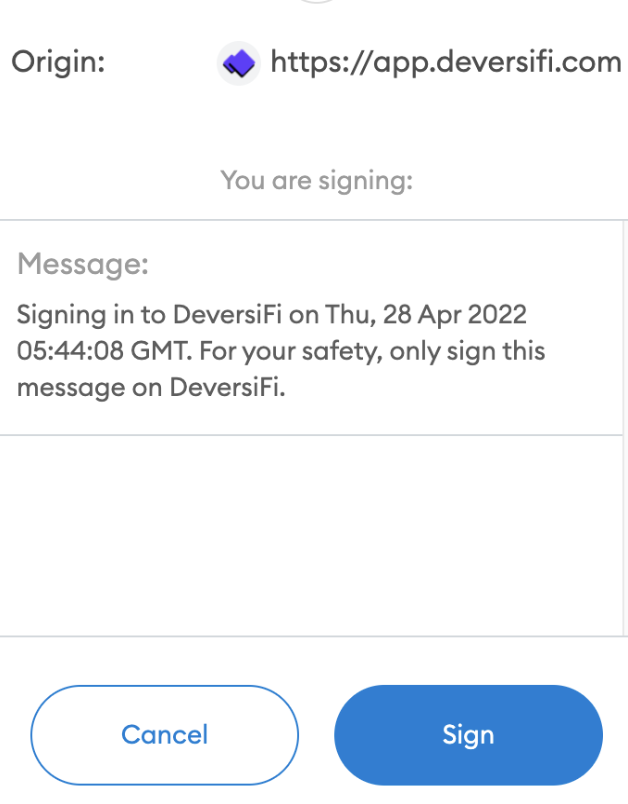 Origin: https://app.deversifi.com
You are signing:
Message:
Signing in to DeversiFi on Thu, 28 Apr 2022
05:44:08 GMT. For your safety, only sign this
message on DeversiFi.
Cancel Sign